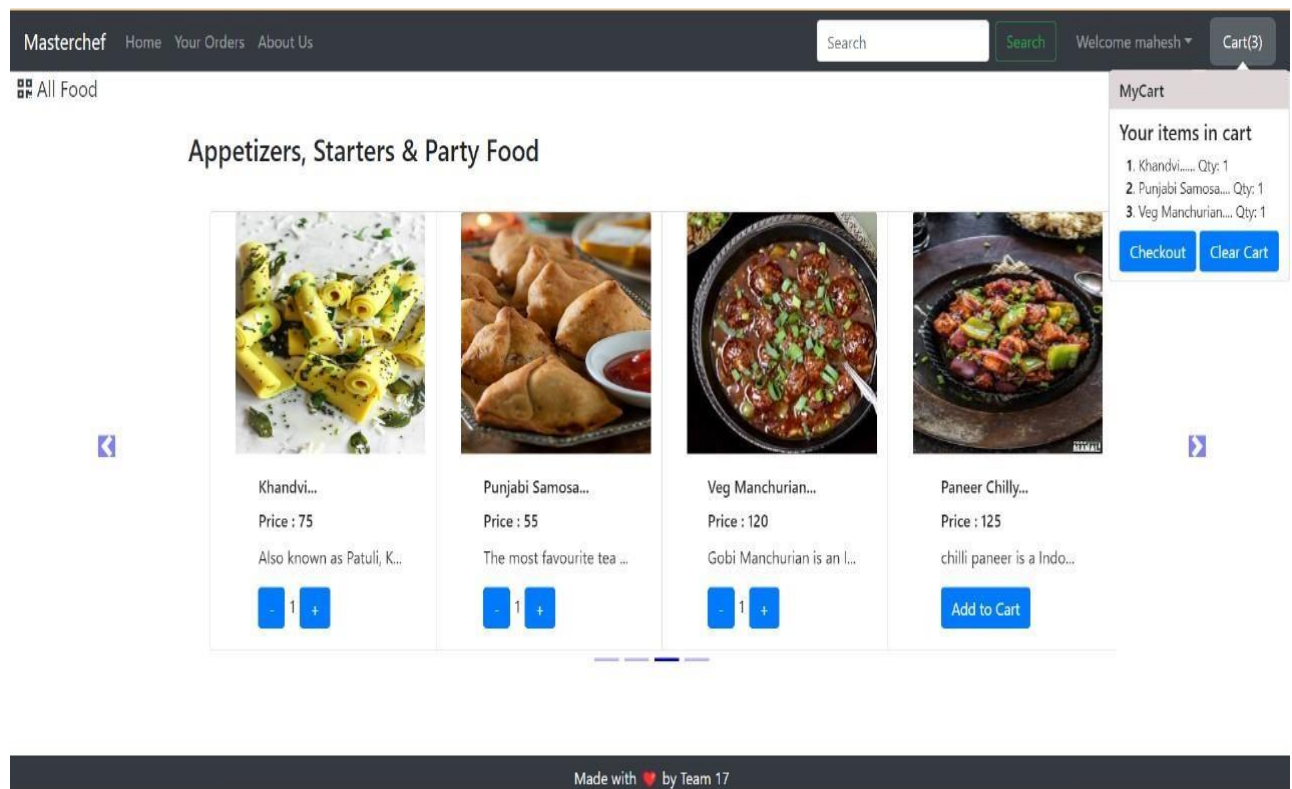 Masterchef Home Your Orders About Us Search Search Welcome mahesh Cart(3)
All Food
MyCart
Your items in cart
1. Khandvi...... Qty: 1
2. Punjabi Samosa.... Qty: 1
3. Veg Manchurian.... Qty: 1
Checkout Clear Cart
Appetizers, Starters & Party Food
Khandvi...
Price : 75
Also known as Patuli, K...
- 1 +
Punjabi Samosa...
Price : 55
The most favourite tea ...
- 1 +
Veg Manchurian...
Price : 120
Gobi Manchurian is an I...
- 1 +
Paneer Chilly...
Price : 125
chilli paneer is a Indo...
Add to Cart
Made with ❤ by Team 17